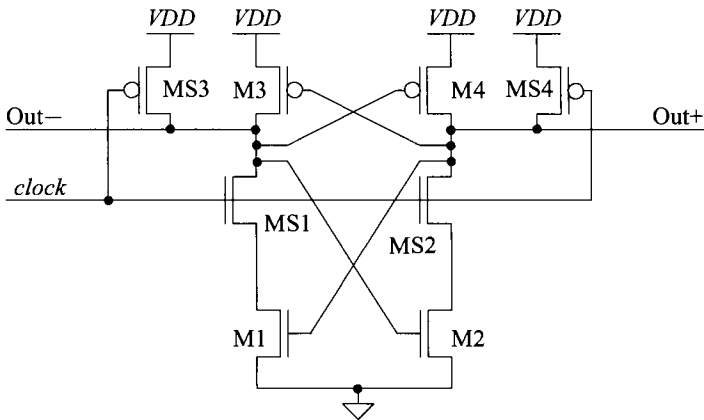 VDD VDD VDD VDD
MS3 M3 M4 MS4
Out− Out+
clock
MS1 MS2
M1 M2